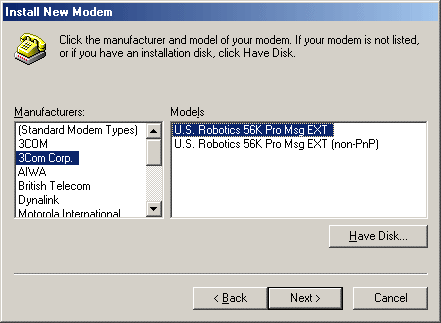 Install New Modem
Click the manufacturer and model of your modem. If your modem is not listed,
or if you have an installation disk, click Have Disk.
Manufacturers:
(Standard Modem Types)
3COM
3Com Corp.
AIWA
British Telecom
Dynalink
Motorola International
Models
U.S. Robotics 56K Pro Msg EXT
U.S. Robotics 56K Pro Msg EXT (non-PnP)
Have Disk...
< Back
Next >
Cancel